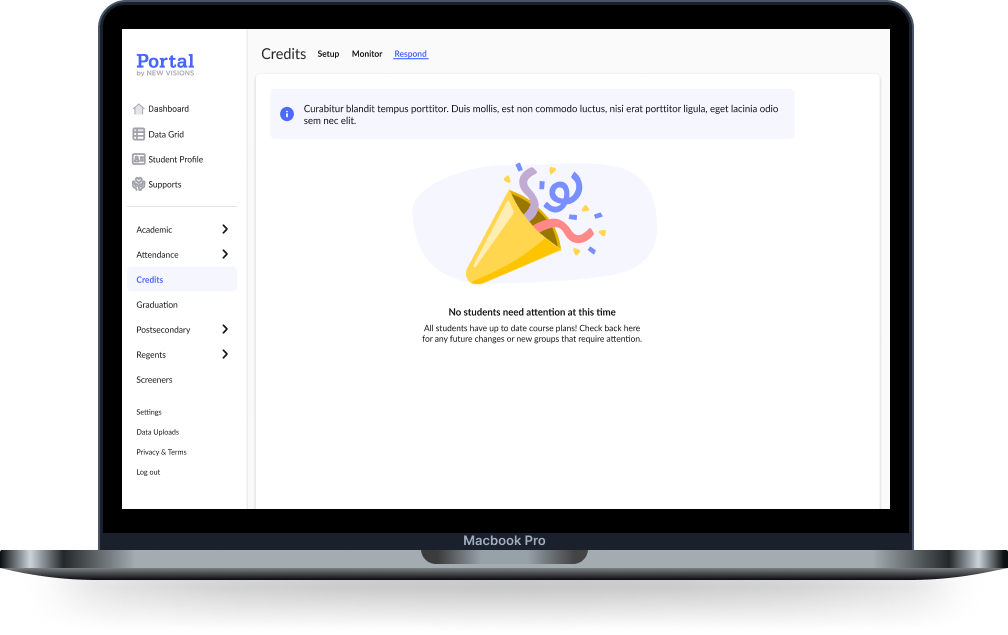 Portal
by NEW VISIONS
Dashboard
Data Grid
Student Profile
Supports
Academic
Attendance
Credits
Graduation
Postsecondary
Regents
Screeners
Settings
Data Uploads
Privacy & Terms
Log out
Credits Setup Monitor Respond
Curabitur blandit tempus porttitor. Duis mollis, est non commodo luctus, nisi erat porttitor ligula, eget lacinia odio
sem nec elit.
No students need attention at this time
All students have up to date course plans! Check back here
for any future changes or new groups that require attention.
Macbook Pro